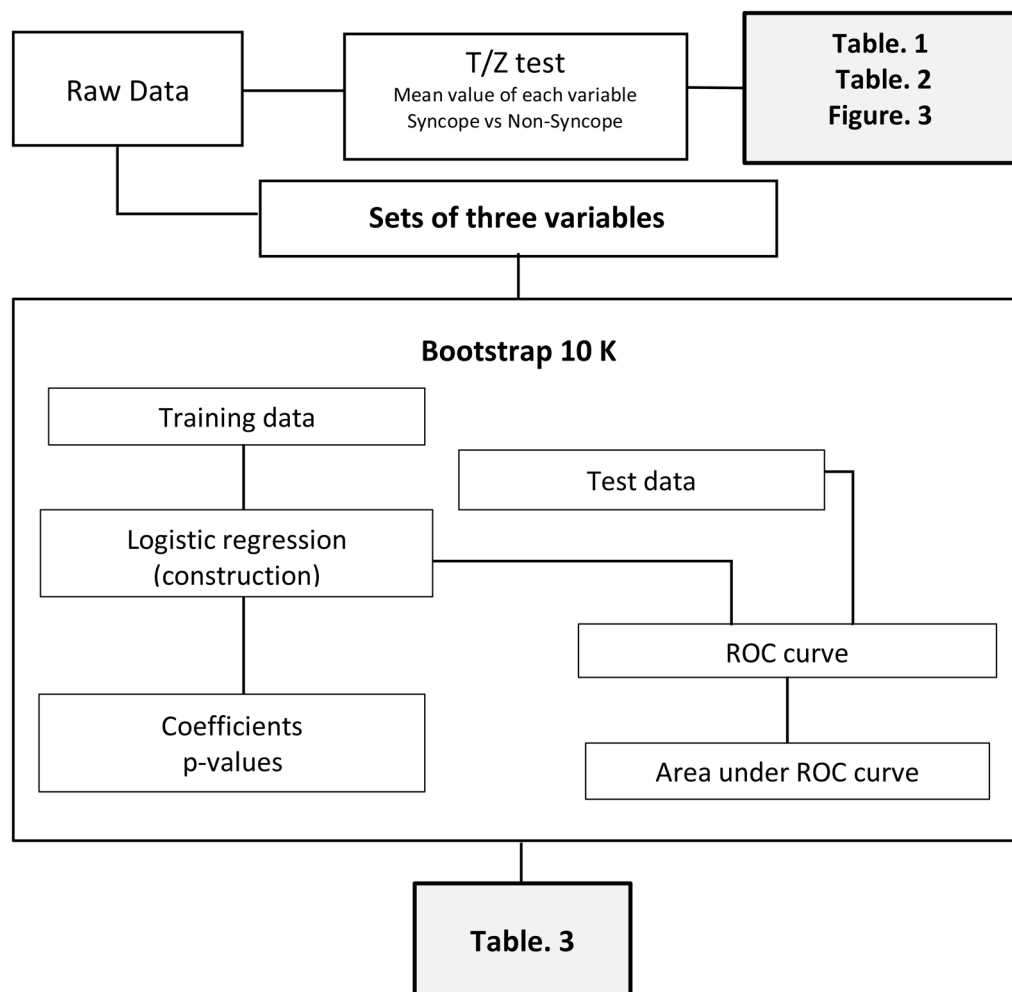 Raw Data
T/Z test
Mean value of each variable
Syncope vs Non-Syncope
Table. 1
Table. 2
Figure. 3
Sets of three variables
Bootstrap 10 K
Training data
Test data
Logistic regression
(construction)
ROC curve
Coefficients
p-values
Area under ROC curve
Table. 3